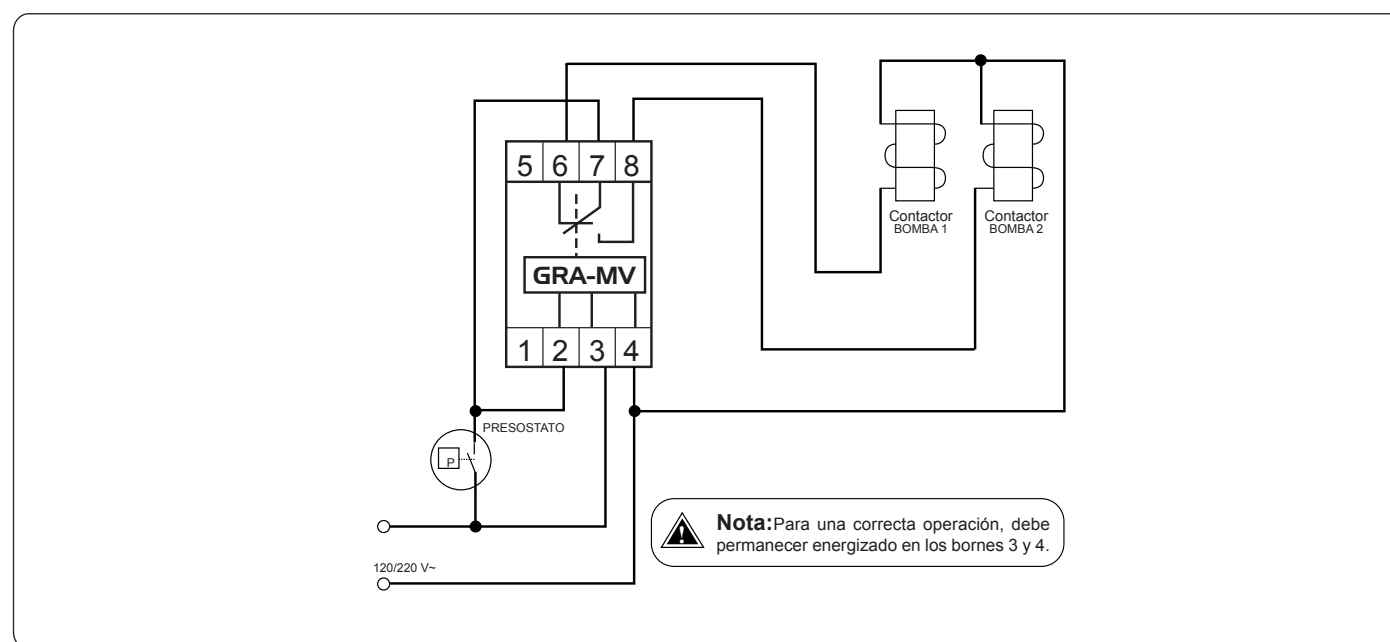 5 6 7 8
GRA-MV
1 2 3 4
Contactor
BOMBA 1
Contactor
BOMBA 2
PRESOSTATO
P
Nota:Para una correcta operación, debe
permanecer energizado en los bornes 3 y 4.
120/220 V~